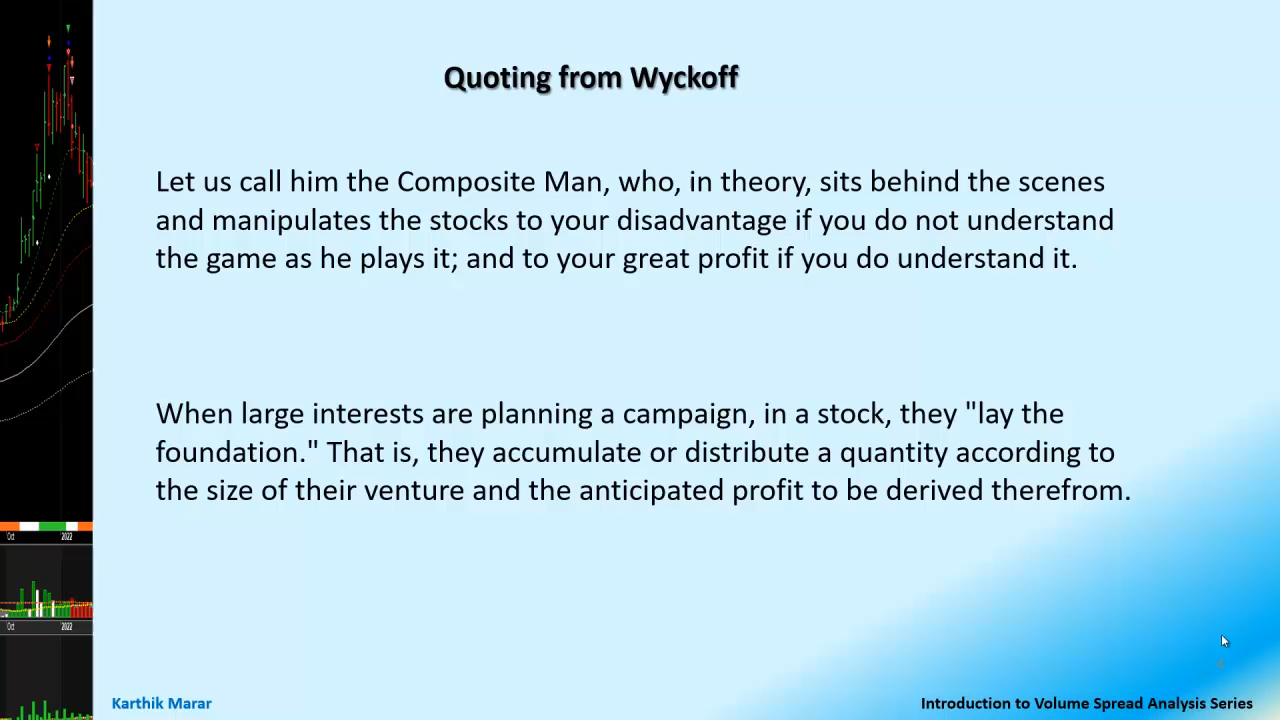 Quoting from Wyckoff
Let us call him the Composite Man, who, in theory, sits behind the scenes
and manipulates the stocks to your disadvantage if you do not understand
the game as he plays it; and to your great profit if you do understand it.
When large interests are planning a campaign, in a stock, they "lay the
foundation." That is, they accumulate or distribute a quantity according to
the size of their venture and the anticipated profit to be derived therefrom.
Oct 2022
Oct 2022
Karthik Marar
Introduction to Volume Spread Analysis Series